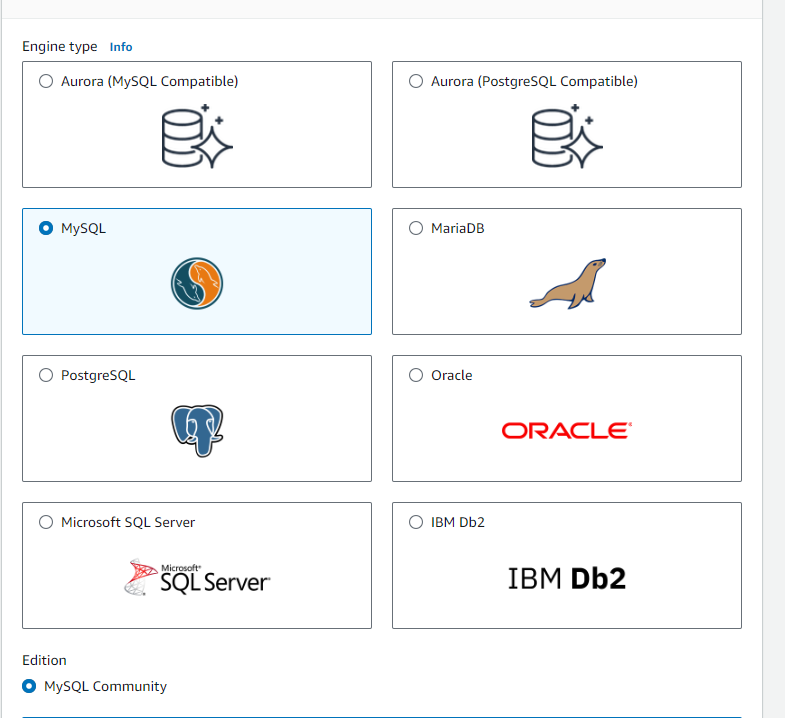 Engine type Info
Aurora (MySQL Compatible)
Aurora (PostgreSQL Compatible)
MySQL
MariaDB
PostgreSQL
Oracle
ORACLE
Microsoft SQL Server
Microsoft
SQL Server
IBM Db2
IBM Db2
Edition
MySQL Community